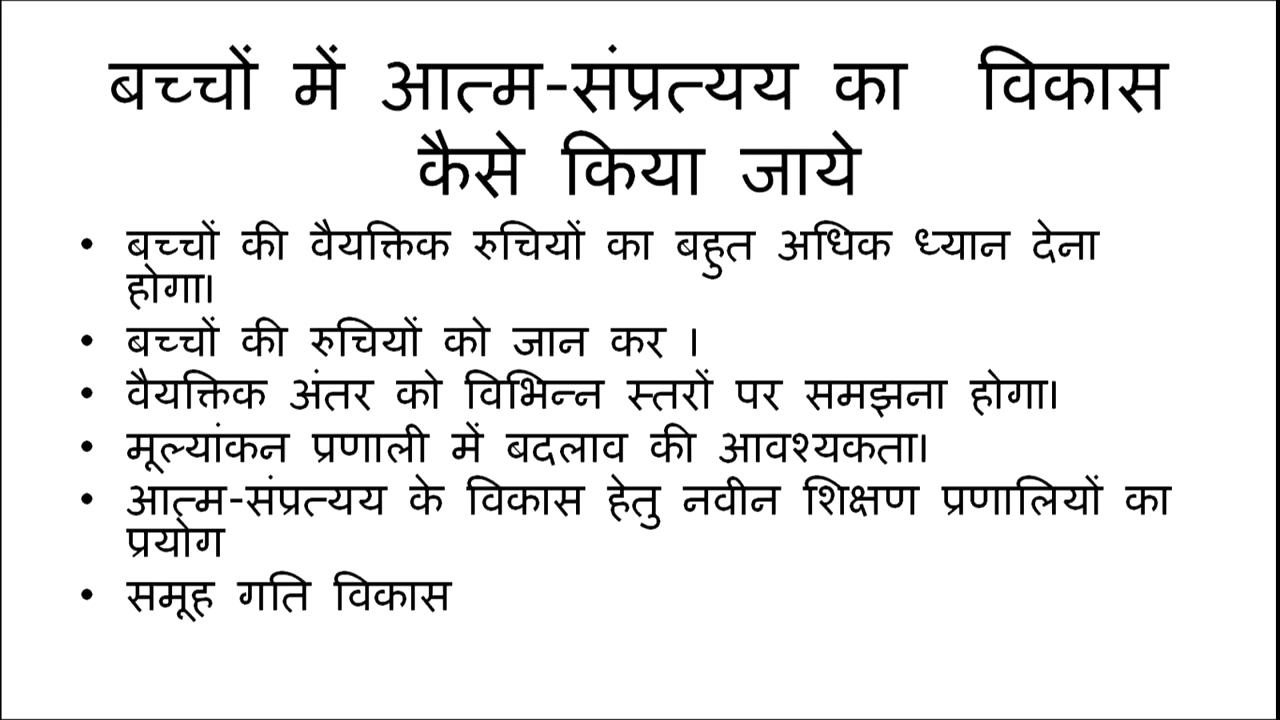 बच्चों में आत्म-संप्रत्यय का विकास
कैसे किया जाये
• बच्चों की वैयक्तिक रुचियों का बहुत अधिक ध्यान देना
होगा।
• बच्चों की रुचियों को जान कर ।
• वैयक्तिक अंतर को विभिन्न स्तरों पर समझना होगा।
• मूल्यांकन प्रणाली में बदलाव की आवश्यकता।
• आत्म-संप्रत्यय के विकास हेतु नवीन शिक्षण प्रणालियों का
प्रयोग
• समूह गति विकास